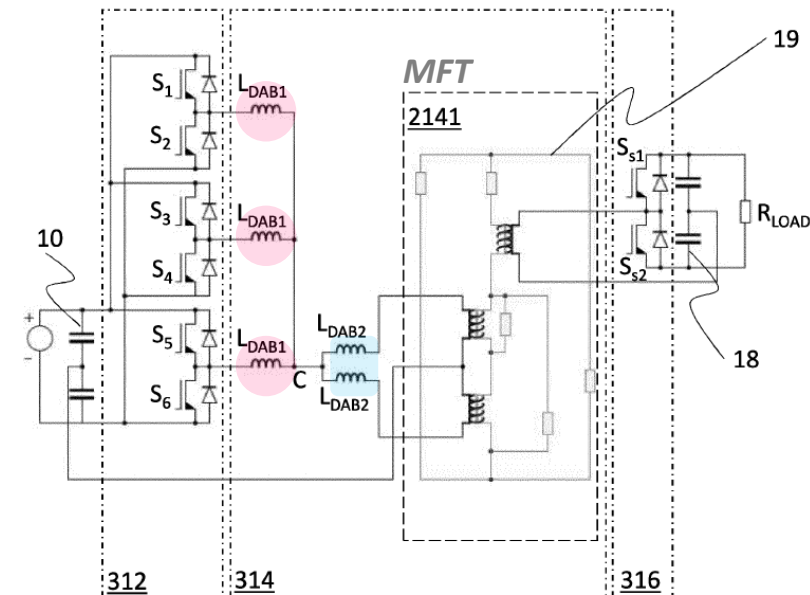 MFT
19
2141
S1
LDAB1
S2
Ss1
S3
LDAB1
RLOAD
10
S4
Ss2
LDAB2
18
+
S5
LDAB1
−
C
S6
LDAB2
312
314
316